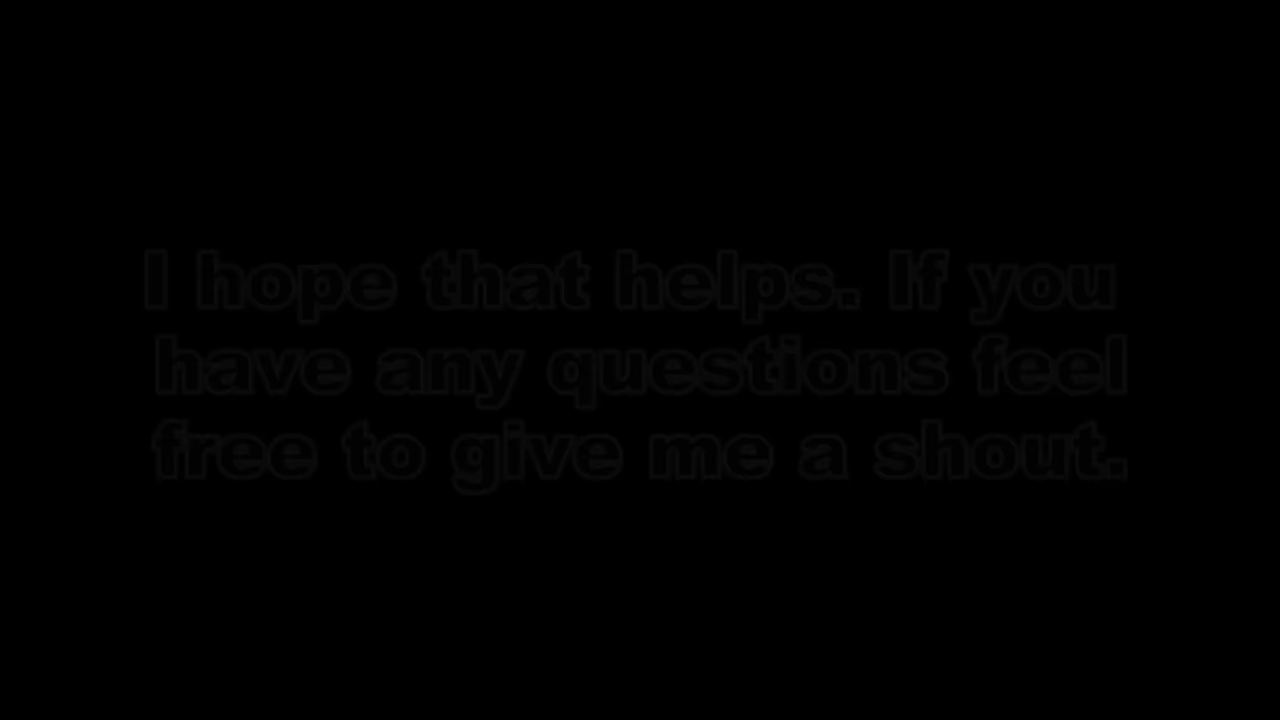 I hope that helps. If you
have any questions feel
free to give me a shout.